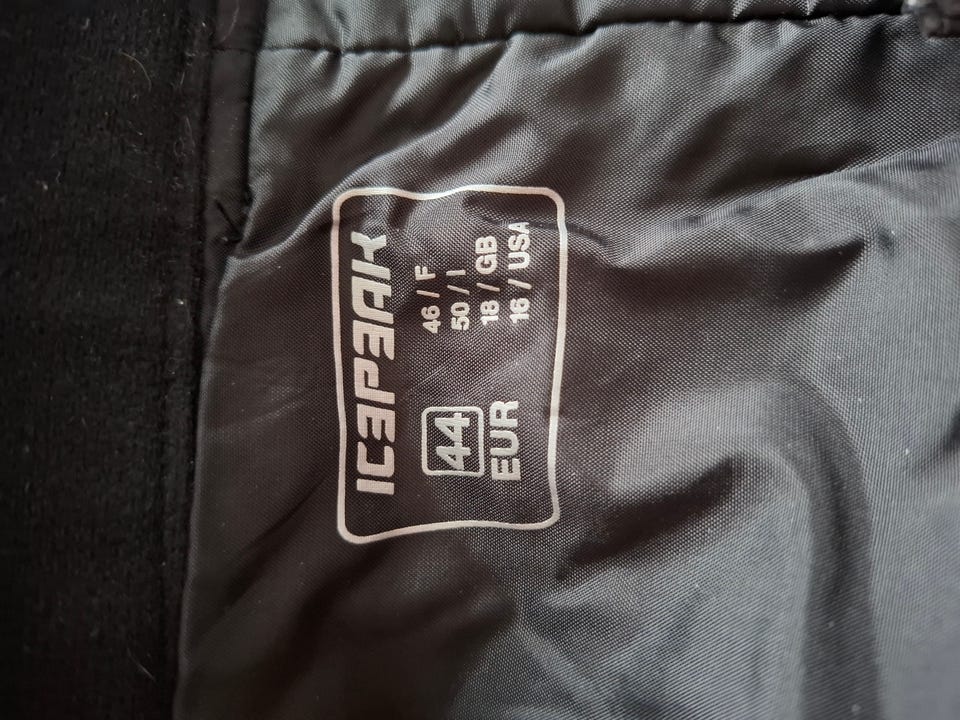 ICEPEAK
44
EUR
46 / F
50 / I
18 / GB
16 / USA